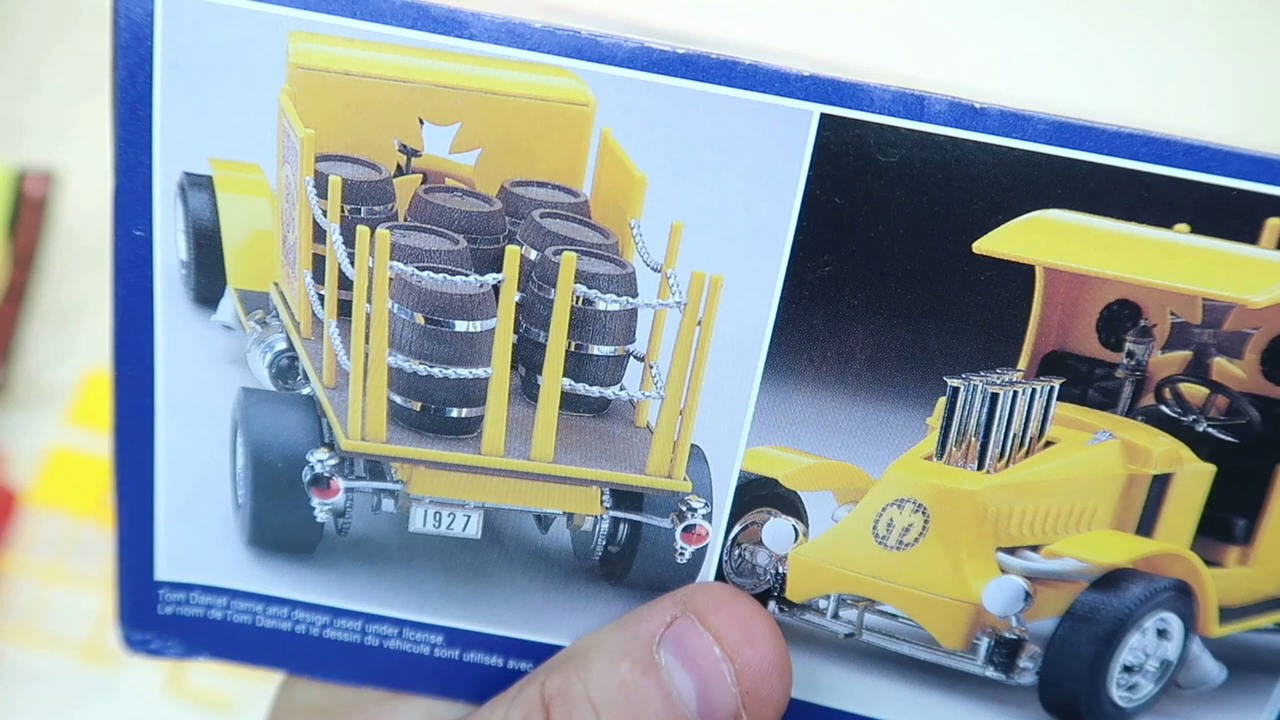 1927
M
Tom Daniel name and design used under license.
Le nom de Tom Daniel et le dessin du véhicule sont utilisés avec